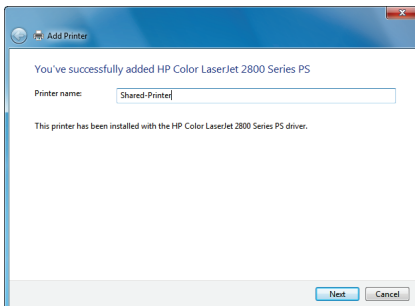 Add Printer
You've successfully added HP Color LaserJet 2800 Series PS
Printer name:
Shared-Printer
This printer has been installed with the HP Color LaserJet 2800 Series PS driver.
Next
Cancel